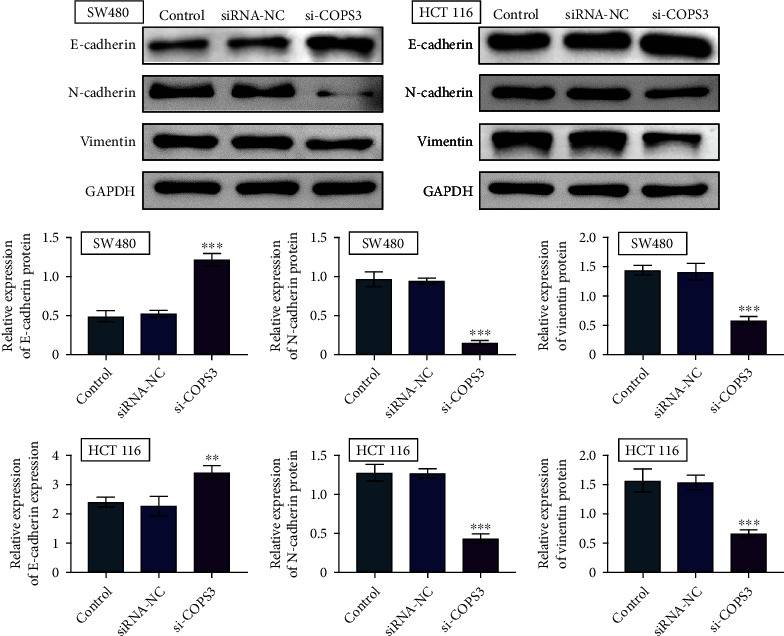 SW480 Control siRNA-NC si-COPS3
E-cadherin
N-cadherin
Vimentin
GAPDH
HCT 116 Control siRNA-NC si-COPS3
E-cadherin
N-cadherin
Vimentin
GAPDH
SW480
Relative expression
of E-cadherin protein
1.5
1.0
0.5
0
***
Control
siRNA-NC
si-COPS3
SW480
Relative expression
of N-cadherin protein
1.5
1.0
0.5
0
***
Control
siRNA-NC
si-COPS3
SW480
Relative expression
of vinentin protein
2.0
1.5
1.0
0.5
0
***
Control
siRNA-NC
si-COPS3
HCT 116
Relative expression
of E-cadherin expression
4
3
2
1
0
**
Control
siRNA-NC
si-COPS3
HCT 116
Relative expression
of N-cadherin protein
1.5
1.0
0.5
0
***
Control
siRNA-NC
si-COPS3
HCT 116
Relative expression
of vinentin protein
2.0
1.5
1.0
0.5
0
***
Control
siRNA-NC
si-COPS3